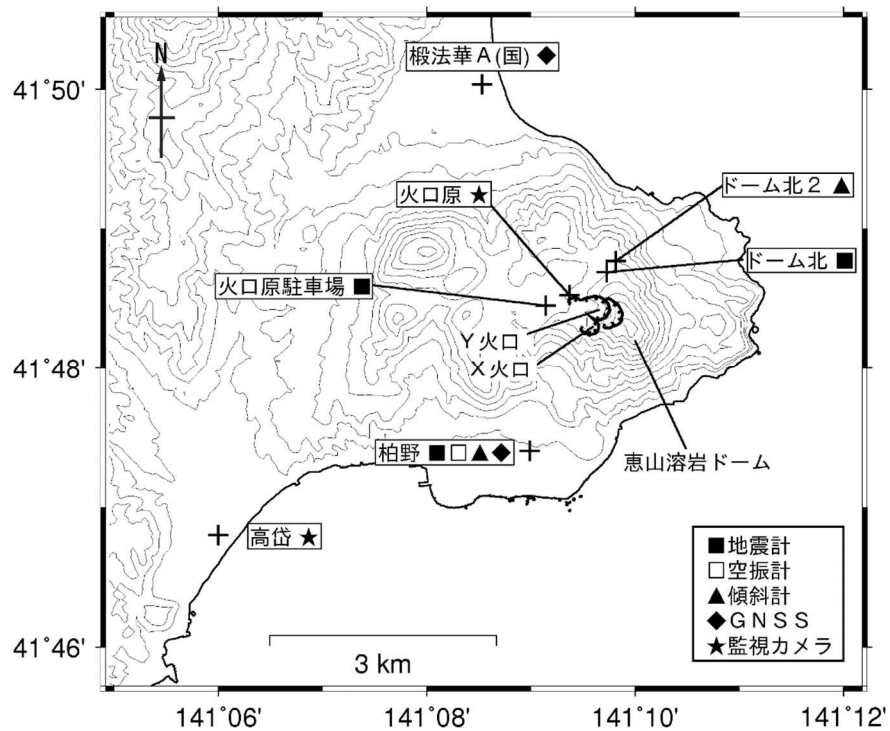 椴法華A(国)◆
N
41°50'
ドーム北2▲
火口原★
ドーム北■
火口原駐車場■
Y火口
X火口
41°48'
柏野■□▲◆
恵山溶岩ドーム
高岱★
■地震計
□空振計
▲傾斜計
◆GNSS
★監視カメラ
41°46'
3 km
141°06'
141°08'
141°10'
141°12'